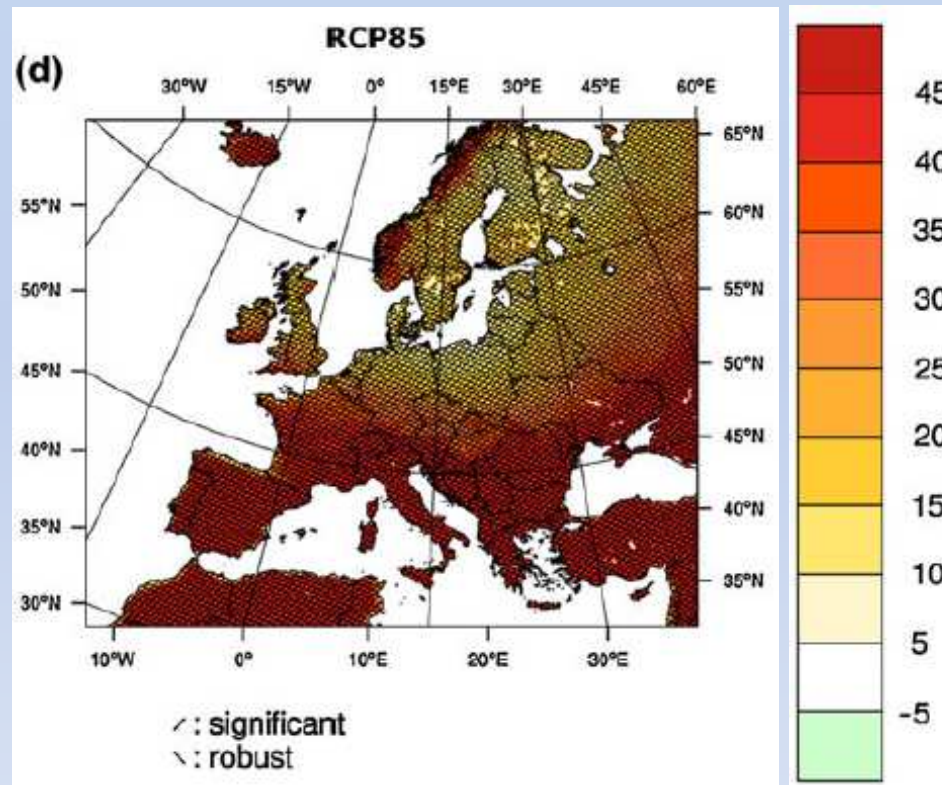 RCP85
(d)
30°W 15°W 0° 15°E 30°E 45°E 60°E
65°N
55°N
60°N
50°N
55°N
45°N
50°N
40°N
45°N
35°N
40°N
30°N
35°N
10°W 0° 10°E 20°E 30°E
⟋: significant
⟍: robust
45
40
35
30
25
20
15
10
5
-5